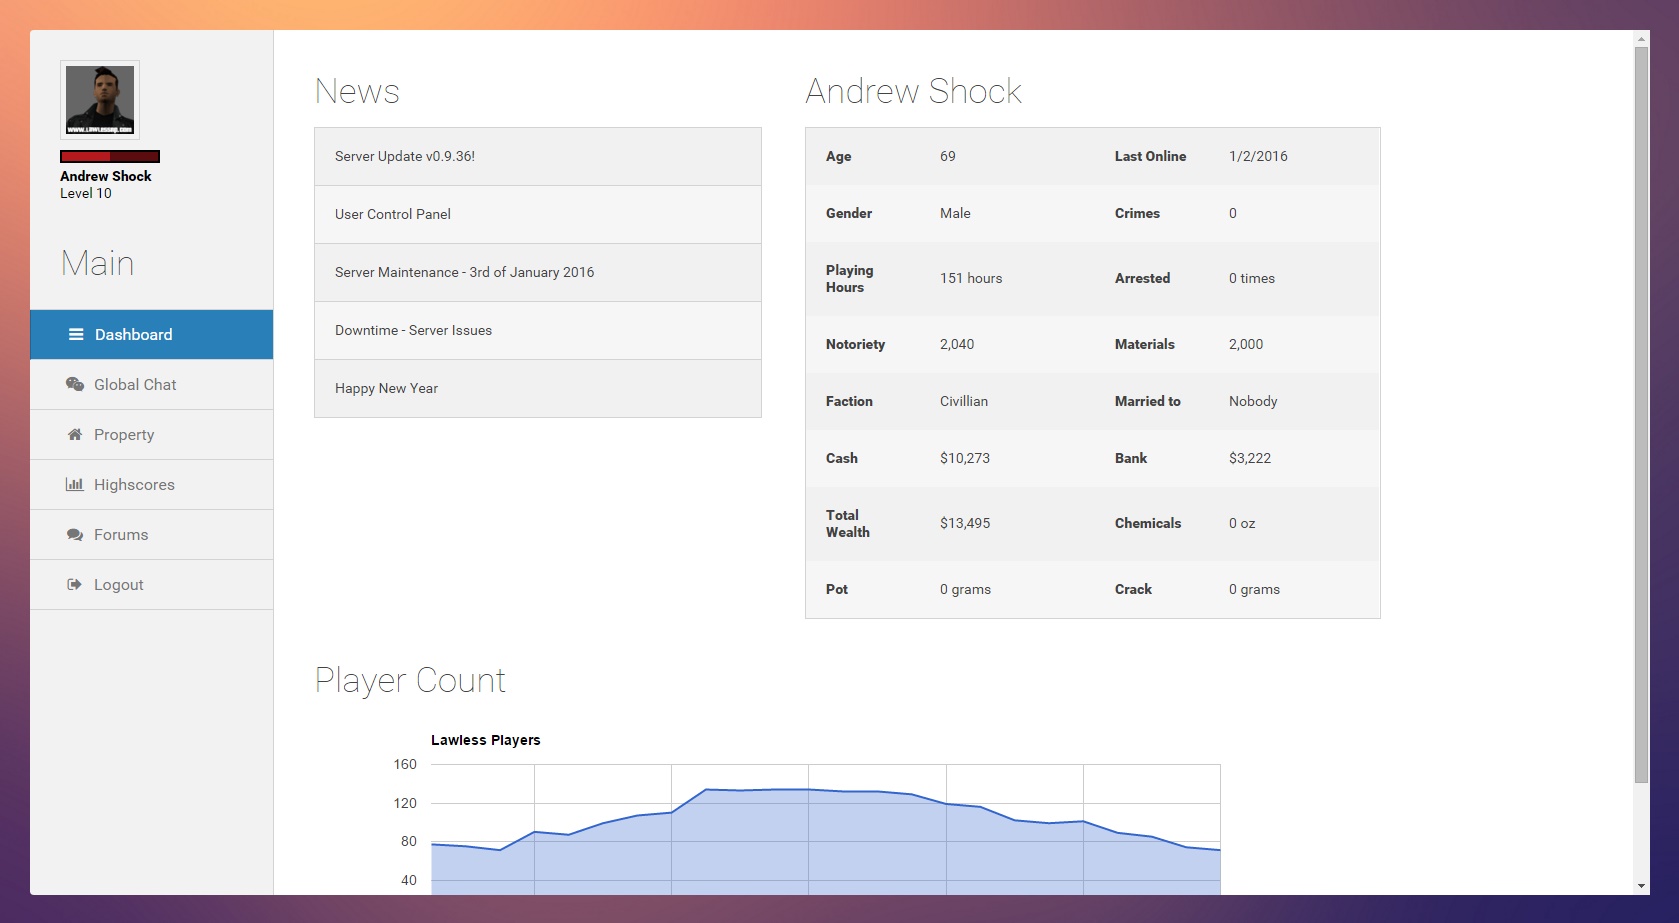 www.LAWLESSRP.com
Andrew Shock
Level 10
Main
Dashboard
Global Chat
Property
Highscores
Forums
Logout
News
Server Update v0.9.36!
User Control Panel
Server Maintenance - 3rd of January 2016
Downtime - Server Issues
Happy New Year
Andrew Shock
Age 69 Last Online 1/2/2016
Gender Male Crimes 0
Playing
Hours 151 hours Arrested 0 times
Notoriety 2,040 Materials 2,000
Faction Civillian Married to Nobody
Cash $10,273 Bank $3,222
Total
Wealth $13,495 Chemicals 0 oz
Pot 0 grams Crack 0 grams
Player Count
Lawless Players
160
120
80
40